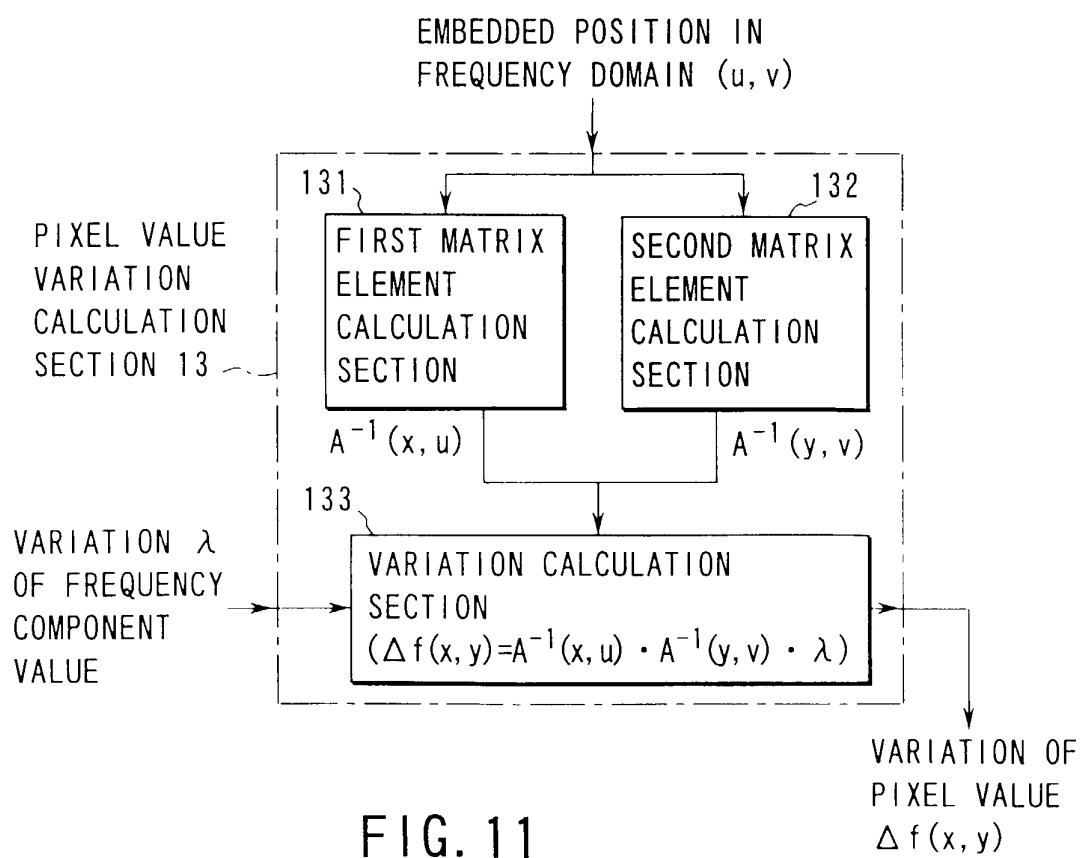 EMBEDDED POSITION IN
FREQUENCY DOMAIN (u, v)
131
132
PIXEL VALUE
VARIATION
CALCULATION
SECTION 13
FIRST MATRIX
ELEMENT
CALCULATION
SECTION
SECOND MATRIX
ELEMENT
CALCULATION
SECTION
A⁻¹(x, u)
A⁻¹(y, v)
133
VARIATION λ
OF FREQUENCY
COMPONENT
VALUE
VARIATION CALCULATION
SECTION
(Δf(x, y)=A⁻¹(x, u) · A⁻¹(y, v) · λ)
VARIATION OF
PIXEL VALUE
Δf(x, y)
FIG. 11